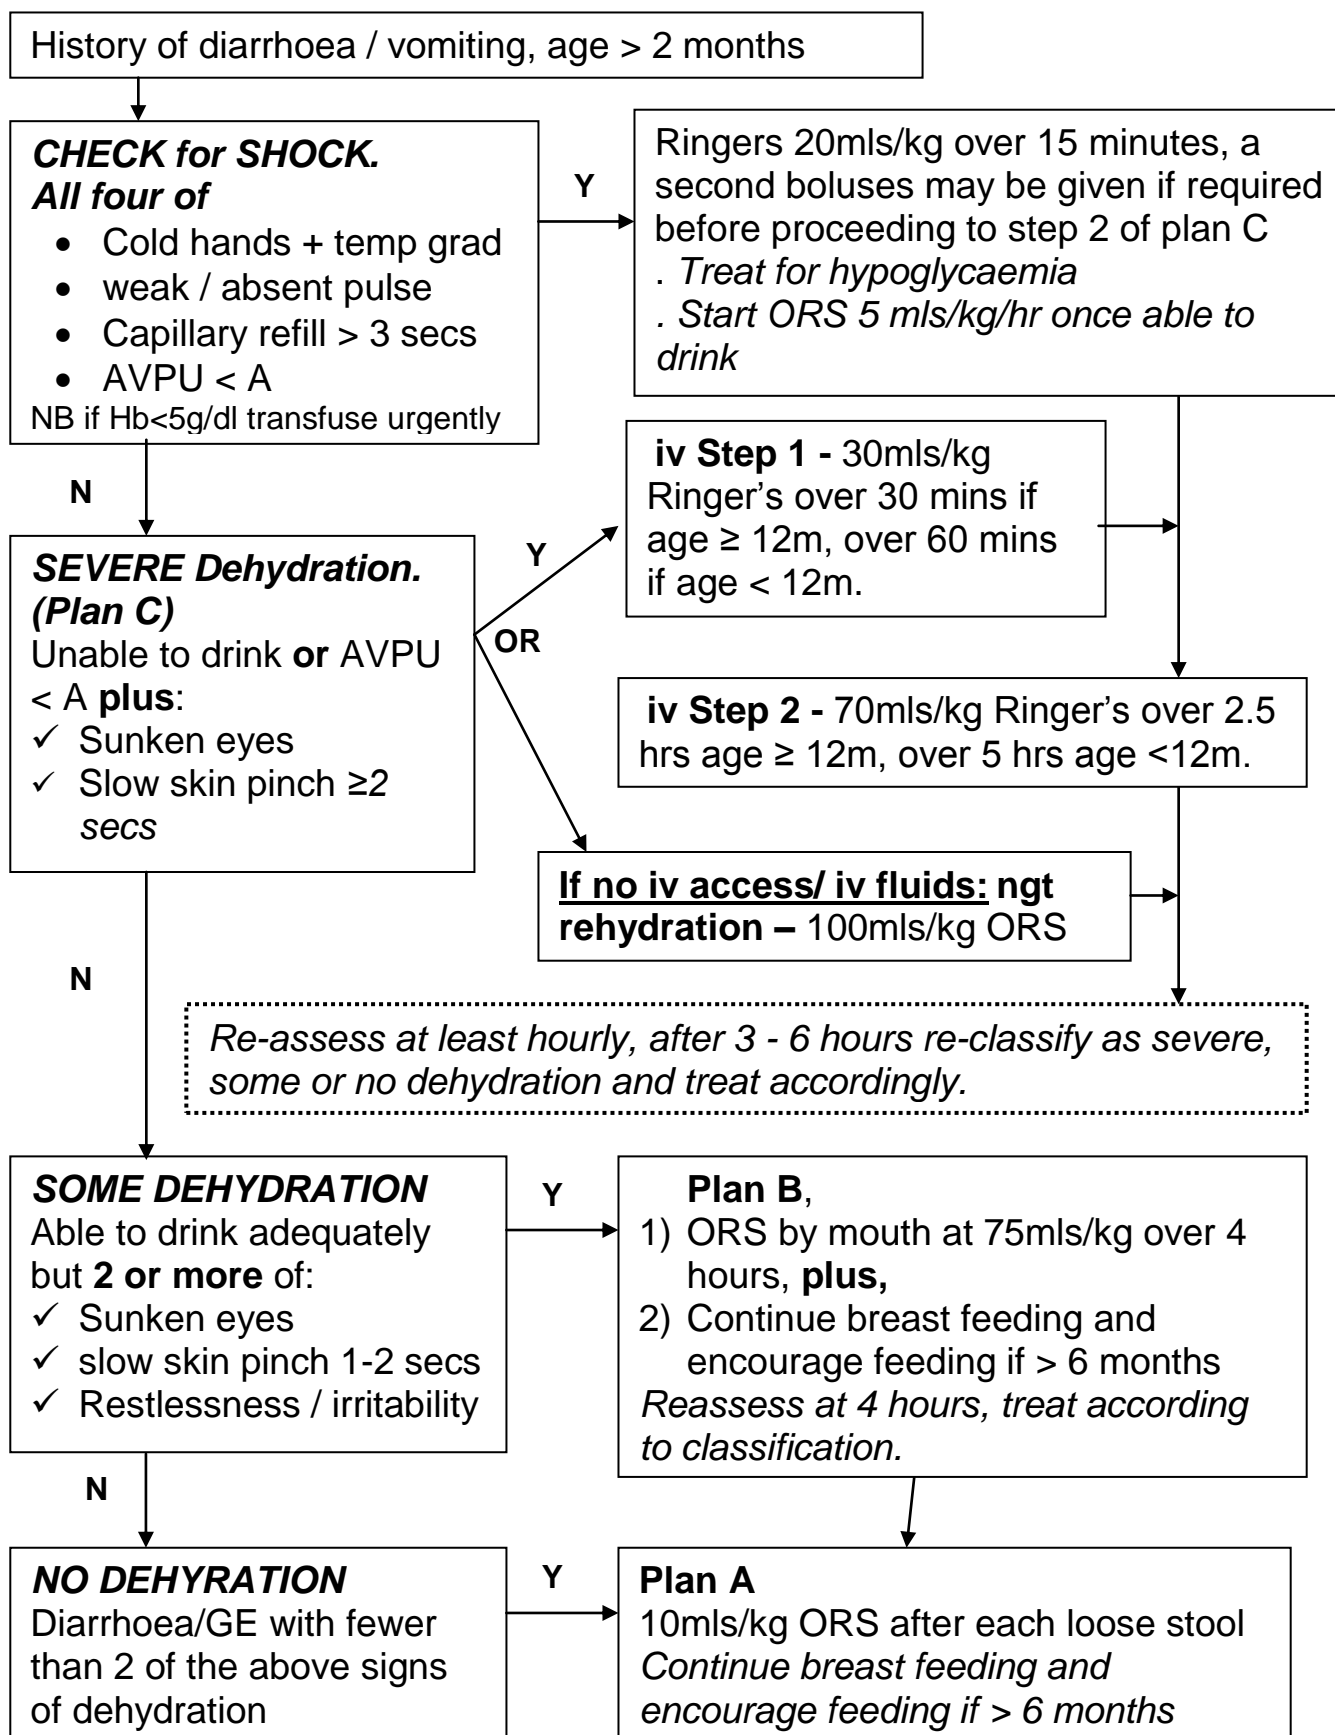 History of diarrhoea / vomiting, age > 2 months
CHECK for SHOCK.
All four of
• Cold hands + temp grad
• weak / absent pulse
• Capillary refill > 3 secs
• AVPU < A
NB if Hb<5g/dl transfuse urgently
Y
Ringers 20mls/kg over 15 minutes, a
second boluses may be given if required
before proceeding to step 2 of plan C
. Treat for hypoglycaemia
. Start ORS 5 mls/kg/hr once able to
drink
N
SEVERE Dehydration.
(Plan C)
Unable to drink or AVPU
< A plus:
✓ Sunken eyes
✓ Slow skin pinch ≥2
secs
Y
OR
iv Step 1 - 30mls/kg
Ringer's over 30 mins if
age ≥ 12m, over 60 mins
if age < 12m.
iv Step 2 - 70mls/kg Ringer's over 2.5
hrs age ≥ 12m, over 5 hrs age <12m.
If no iv access/ iv fluids: ngt
rehydration – 100mls/kg ORS
N
Re-assess at least hourly, after 3 - 6 hours re-classify as severe,
some or no dehydration and treat accordingly.
SOME DEHYDRATION
Able to drink adequately
but 2 or more of:
✓ Sunken eyes
✓ slow skin pinch 1-2 secs
✓ Restlessness / irritability
Y
Plan B,
1) ORS by mouth at 75mls/kg over 4
hours, plus,
2) Continue breast feeding and
encourage feeding if > 6 months
Reassess at 4 hours, treat according
to classification.
N
NO DEHYRATION
Diarrhoea/GE with fewer
than 2 of the above signs
of dehydration
Y
Plan A
10mls/kg ORS after each loose stool
Continue breast feeding and
encourage feeding if > 6 months